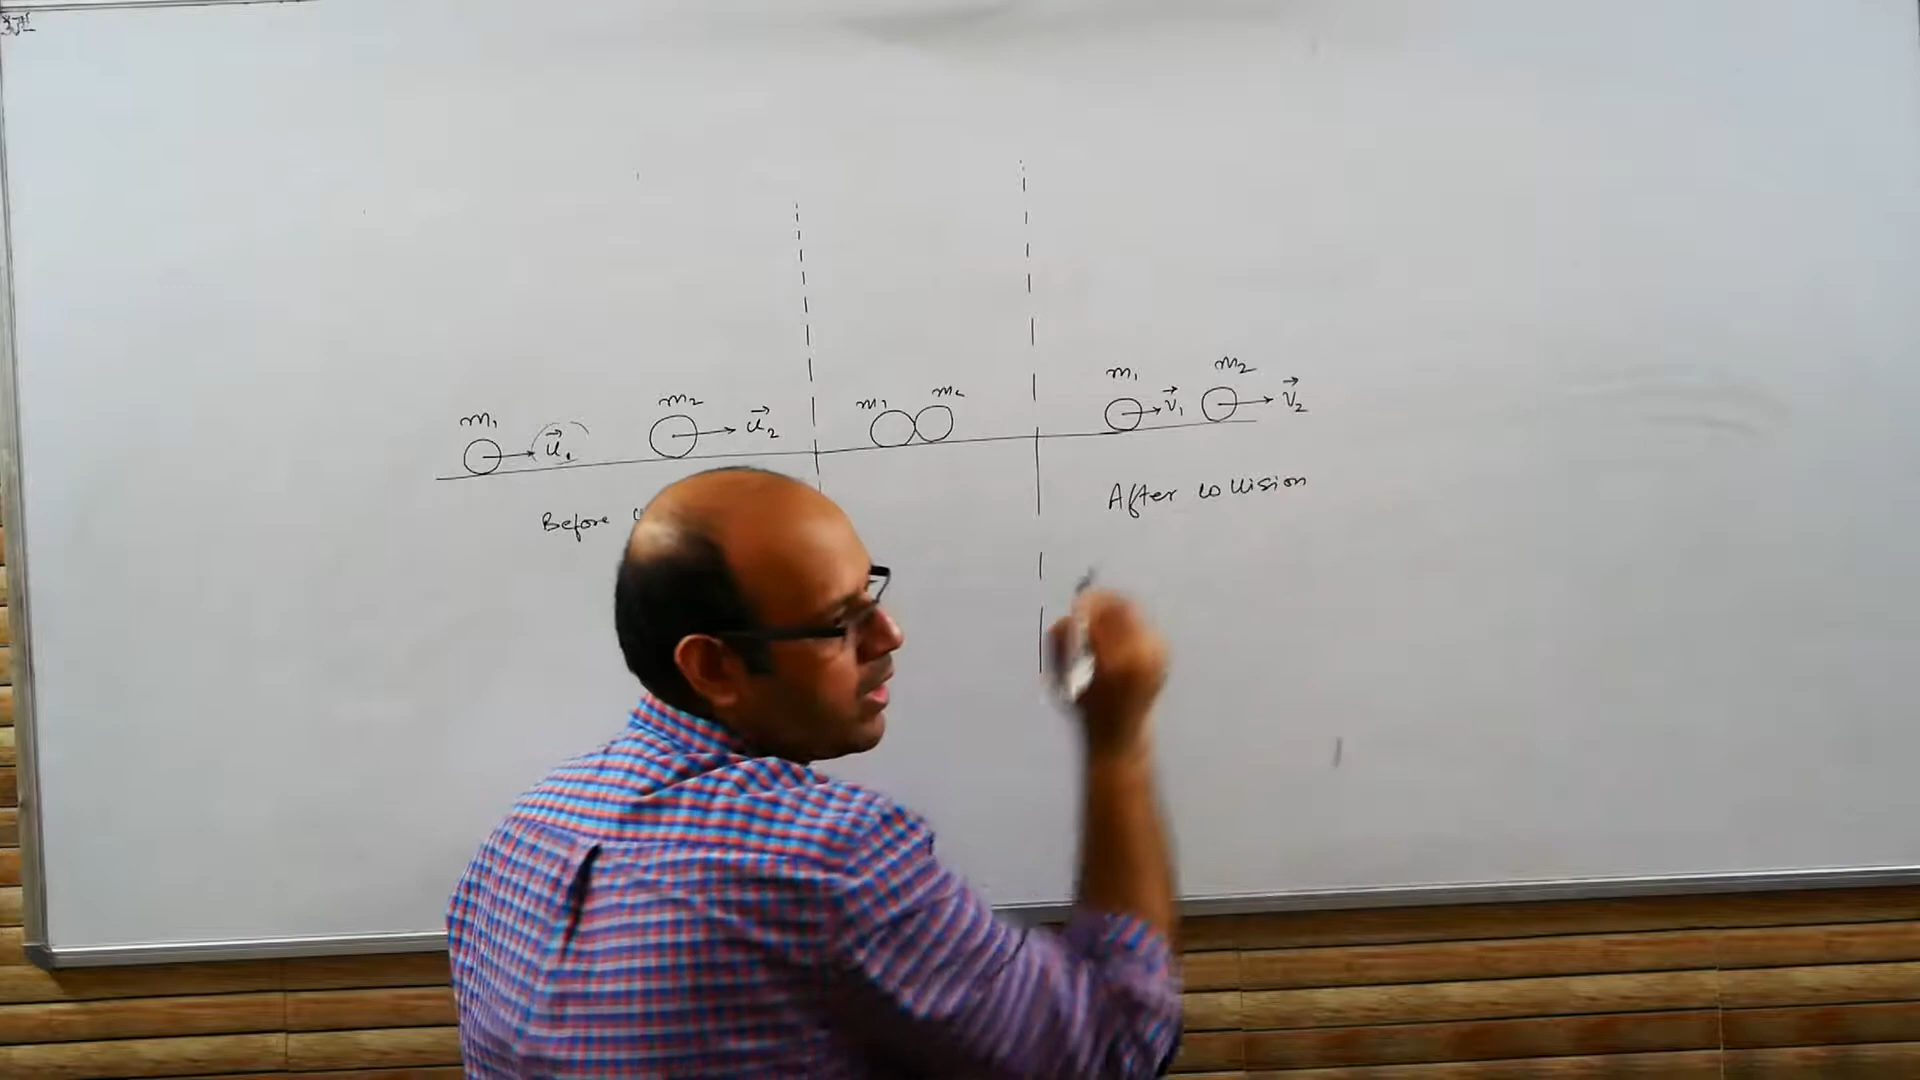 m₁ u⃗₁ m₂ u⃗₂
m₁ m₂
m₁ v⃗₁ m₂ v⃗₂
Before
After collision